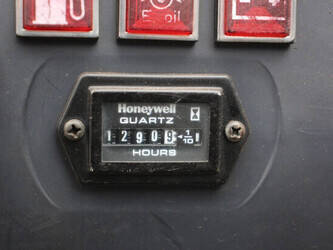 E. oil
Honeywell
QUARTZ
12909 1/10
HOURS